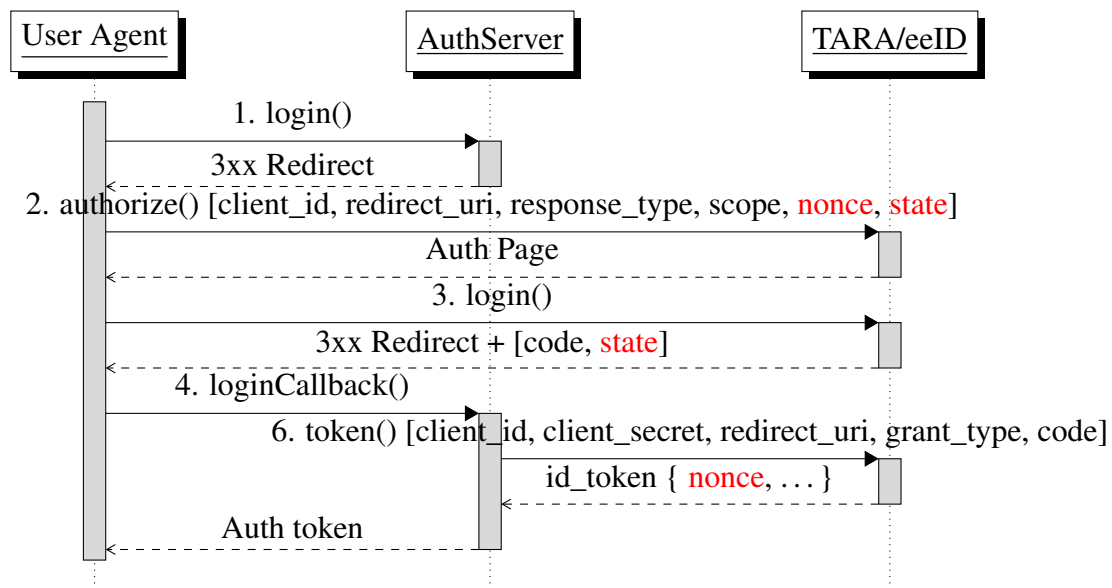 User Agent
AuthServer
TARA/eeID
1. login()
3xx Redirect
2. authorize() [client_id, redirect_uri, response_type, scope, nonce, state]
Auth Page
3. login()
3xx Redirect + [code, state]
4. loginCallback()
6. token() [client_id, client_secret, redirect_uri, grant_type, code]
id_token { nonce, ... }
Auth token